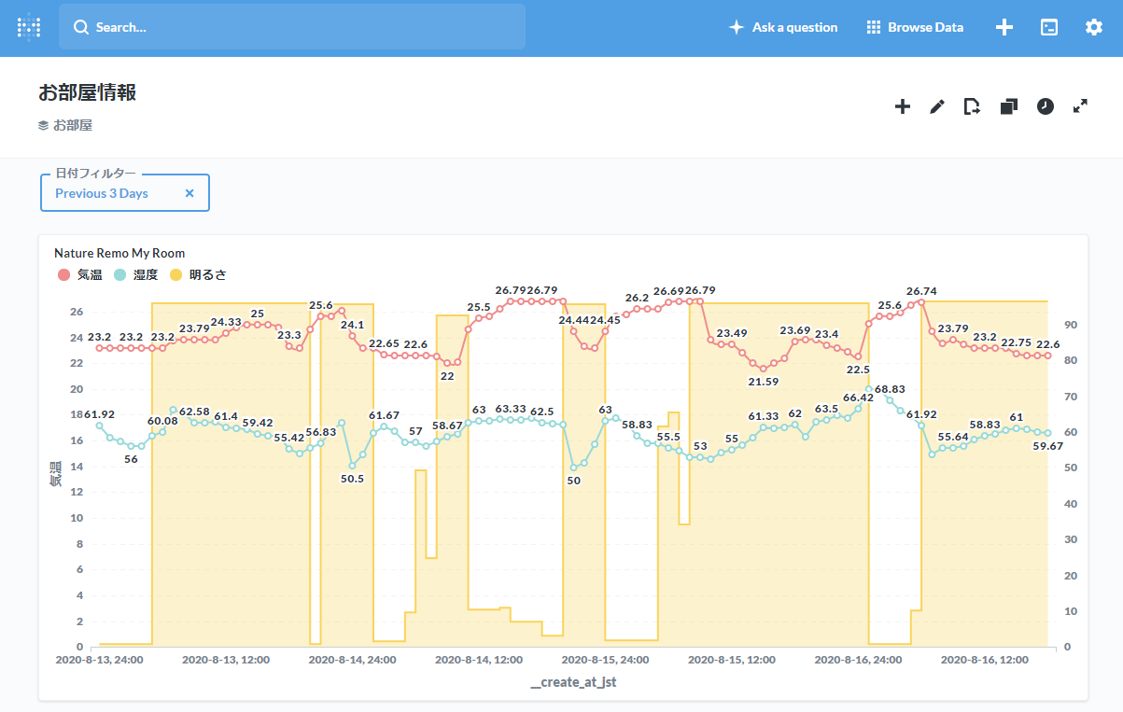 Search...
Ask a question
Browse Data
お部屋情報
お部屋
日付フィルター
Previous 3 Days
Nature Remo My Room
気温 湿度 明るさ
26 24 22 20 18 16 14 12 10 8 6 4 2 0
気温
23.2 23.2 23.2 23.79 24.33 25 23.3 25.6 24.1 22.65 22.6 22 25.5 26.79 26.79 24.44 24.45 26.2 26.69 26.79 23.49 21.59 23.69 23.4 22.5 25.6 26.74 23.79 23.2 22.75 22.6
61.92 56 60.08 62.58 61.4 59.42 55.42 56.83 50.5 61.67 57 58.67 63 63.33 62.5 50 63 58.83 55.5 53 55 61.33 62 63.5 66.42 68.83 61.92 55.64 58.83 61 59.67
90 80 70 60 50 40 30 20 10 0
2020-8-13, 24:00 2020-8-13, 12:00 2020-8-14, 24:00 2020-8-14, 12:00 2020-8-15, 24:00 2020-8-15, 12:00 2020-8-16, 24:00 2020-8-16, 12:00
__create_at_jst